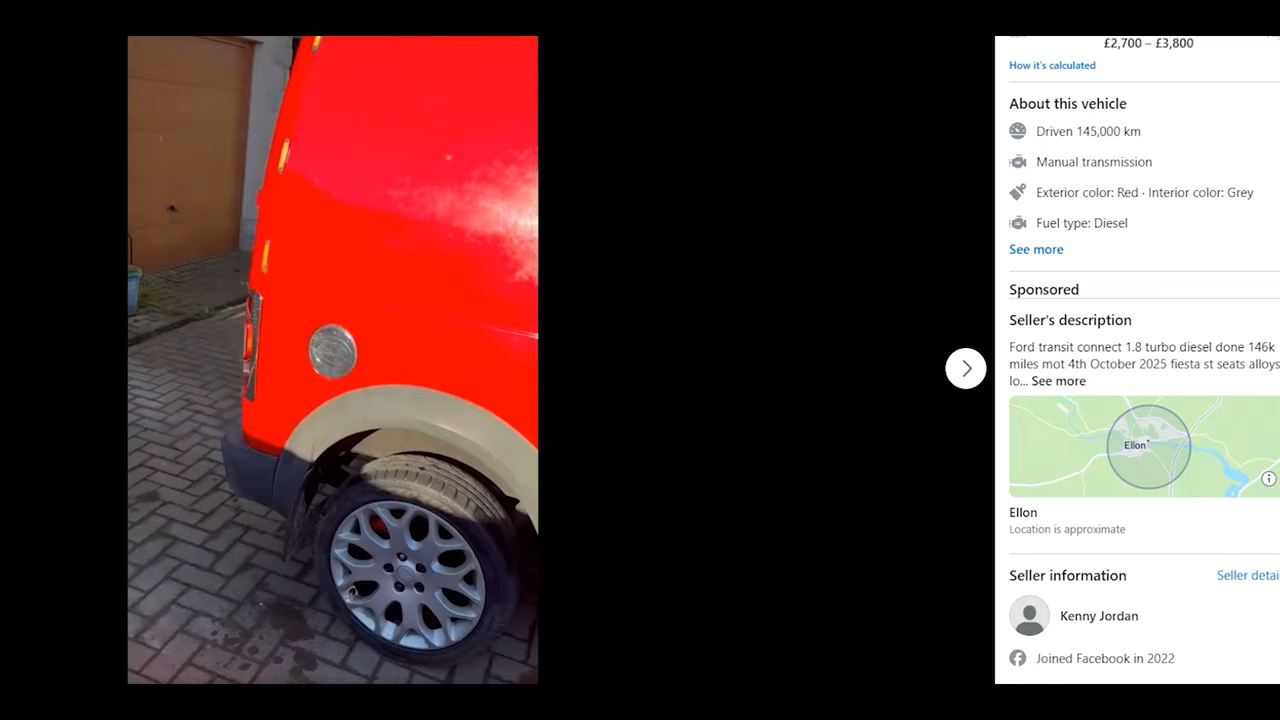 £2,700 – £3,800
How it's calculated
About this vehicle
Driven 145,000 km
Manual transmission
Exterior color: Red · Interior color: Grey
Fuel type: Diesel
See more
Sponsored
Seller's description
Ford transit connect 1.8 turbo diesel done 146k
miles mot 4th October 2025 fiesta st seats alloys
lo... See more
Ellon
Ellon
Location is approximate
Seller information
Seller detai
Kenny Jordan
Joined Facebook in 2022